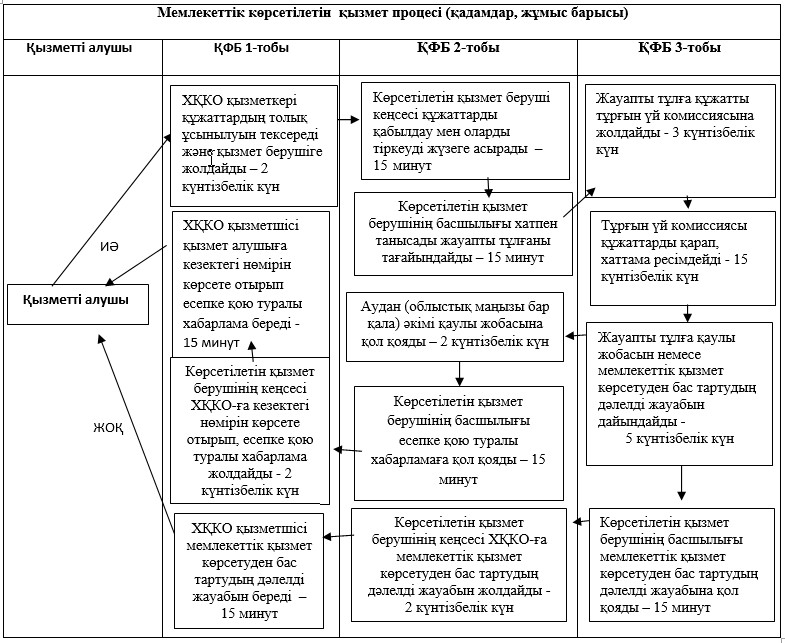 Мемлекеттік көрсетілетін қызмет процесі (қадамдар, жұмыс барысы)
Қызметті алушы
ҚФБ 1-тобы
ҚФБ 2-тобы
ҚФБ 3-тобы
ХҚКО қызметкері
құжаттардың толық
ұсынылуын тексереді
және қызмет берушіге
жолдайды – 2
күнтізбелік күн
Көрсетілетін қызмет беруші
кеңсесі құжаттарды
қабылдау мен оларды
тіркеуді жүзеге асырады –
15 минут
Жауапты тұлға құжатты
тұрғын үй комиссиясына
жолдайды - 3 күнтізбелік
күн
Көрсетілетін қызмет
берушінің басшылығы хатпен
танысады жауапты тұлғаны
тағайындайды – 15 минут
Тұрғын үй комиссиясы
құжаттарды қарап,
хаттама ресімдейді - 15
күнтізбелік күн
ХҚКО қызметшісі
қызмет алушыға
кезектегі нөмірін
көрсете отырып
есепке қою туралы
хабарлама береді -
15 минут
ИӘ
Қызметті алушы
Аудан (облыстық маңызы бар
қала) әкімі қаулы жобасына
қол қояды – 2 күнтізбелік күн
Жауапты тұлға қаулы
жобасын немесе
мемлекеттік қызмет
көрсетуден бас тартудың
дәлелді жауабын
дайындайды -
5 күнтізбелік күн
Көрсетілетін қызмет
берушінің кеңсесі
ХҚКО-ға кезектегі
нөмірін көрсете
отырып, есепке қою
туралы хабарлама
жолдайды - 2
күнтізбелік күн
Көрсетілетін қызмет
берушінің басшылығы
есепке қою туралы
хабарламаға қол қояды – 15
минут
ЖОҚ
ХҚКО қызметшісі
мемлекеттік қызмет
көрсетуден бас
тартудың дәлелді
жауабын береді –
15 минут
Көрсетілетін қызмет
берушінің кеңсесі ХҚКО-ға
мемлекеттік қызмет
көрсетуден бас тартудың
дәлелді жауабын жолдайды -
2 күнтізбелік күн
Көрсетілетін қызмет
берушінің басшылығы
мемлекеттік қызмет
көрсетуден бас тартудың
дәлелді жауабына қол
қояды – 15 минут